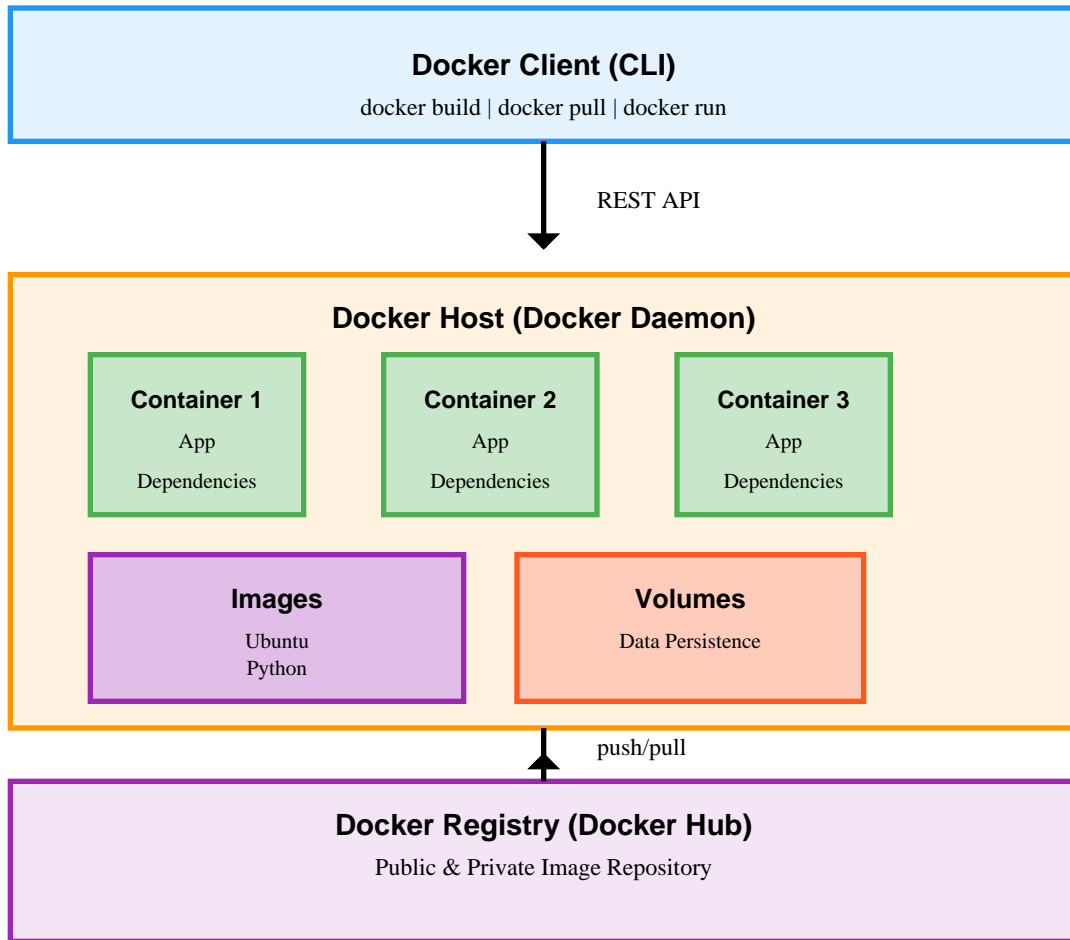 Docker Client (CLI)
docker build | docker pull | docker run
REST API
Docker Host (Docker Daemon)
Container 1
App
Dependencies
Container 2
App
Dependencies
Container 3
App
Dependencies
Images
Ubuntu
Python
Volumes
Data Persistence
push/pull
Docker Registry (Docker Hub)
Public & Private Image Repository